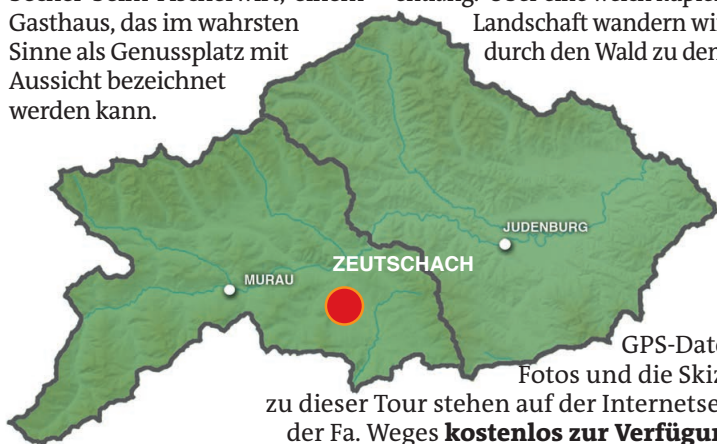 Gasthaus, das im wahrsten
Sinne als Genussplatz mit
Aussicht bezeichnet
werden kann.
Landschaft wandern wi
durch den Wald zu den
JUDENBURG
ZEUTSCHACH
MURAU
GPS-Date
Fotos und die Skiz
zu dieser Tour stehen auf der Internetse
der Fa. Weges kostenlos zur Verfügun